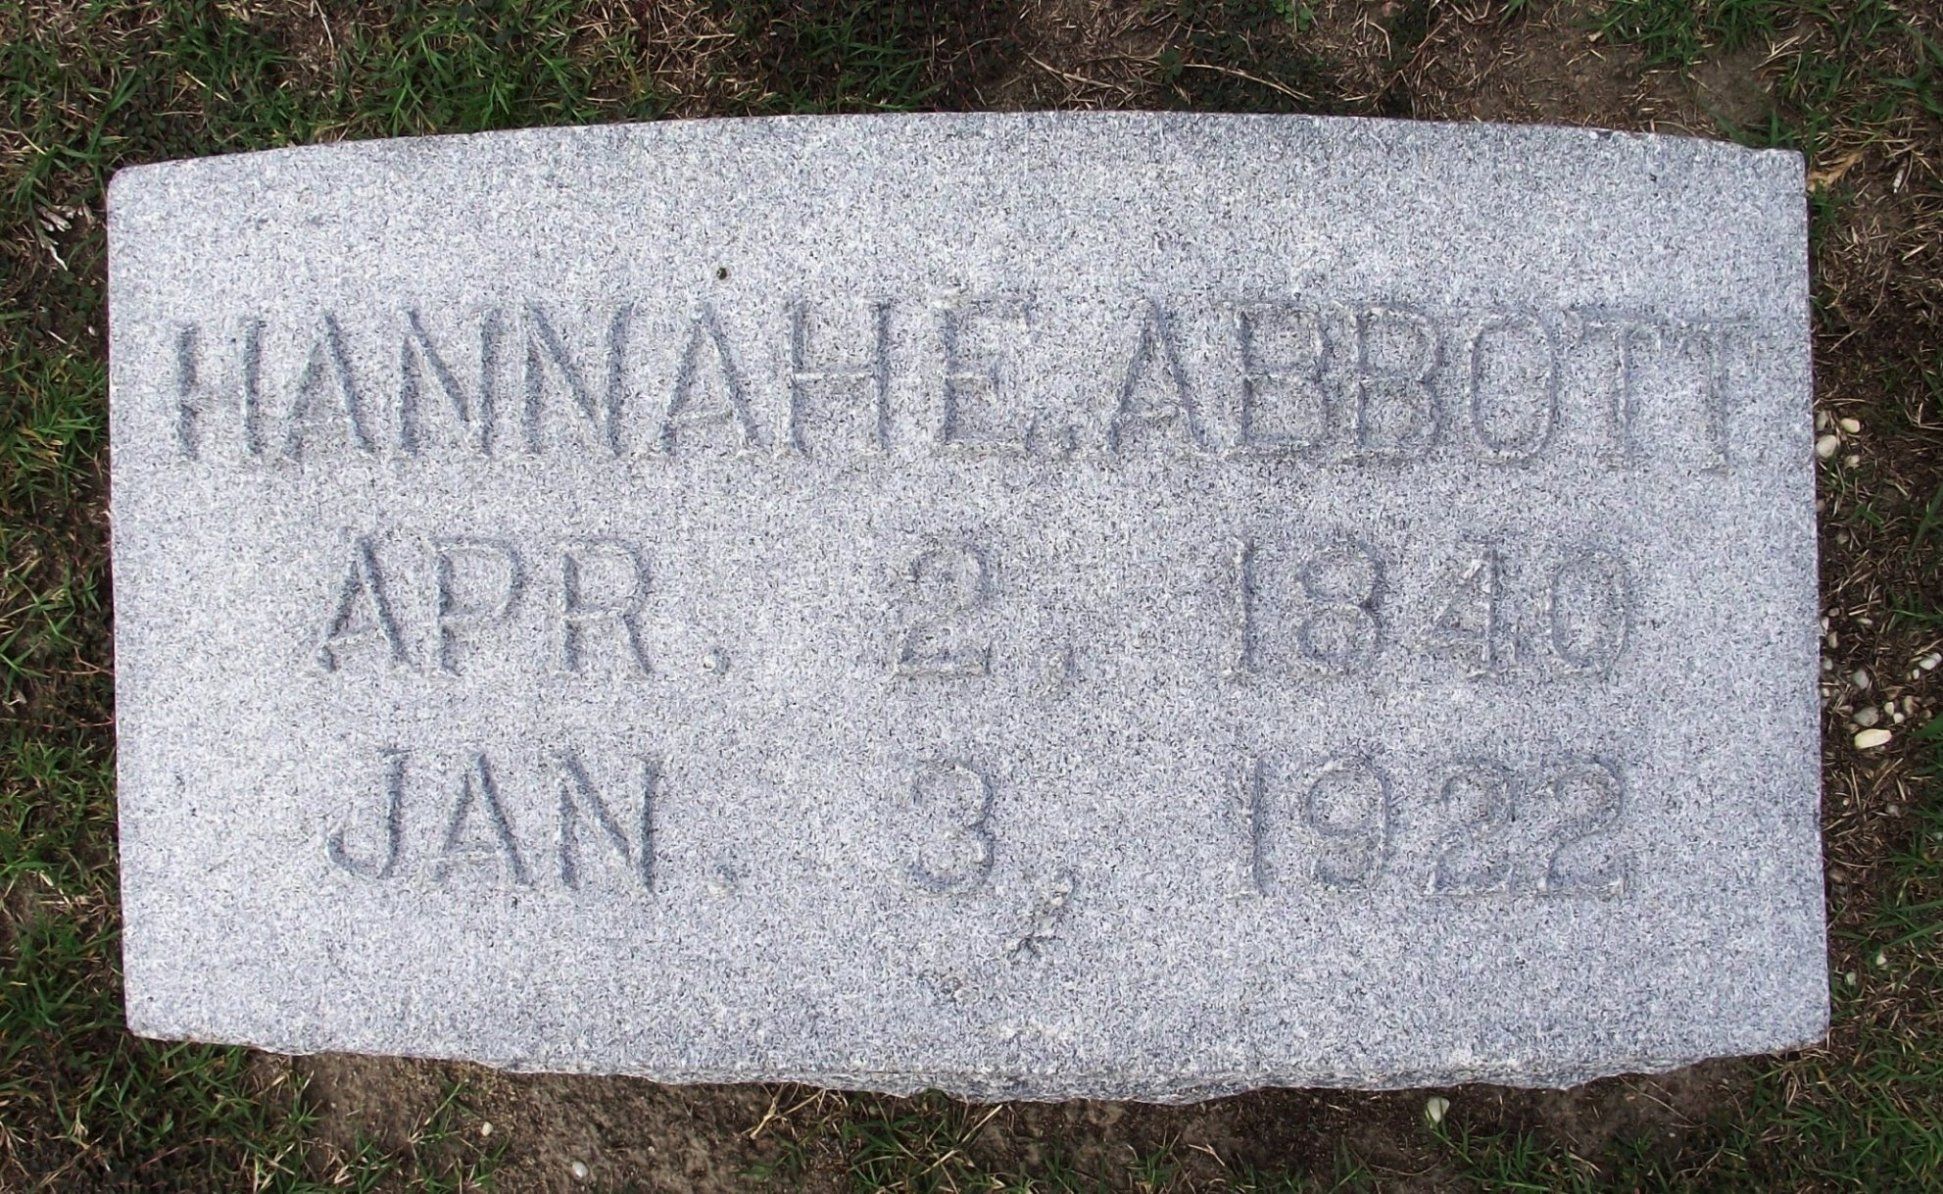 HANNAH E. ABBOTT
APR. 2, 1840
JAN. 3, 1922